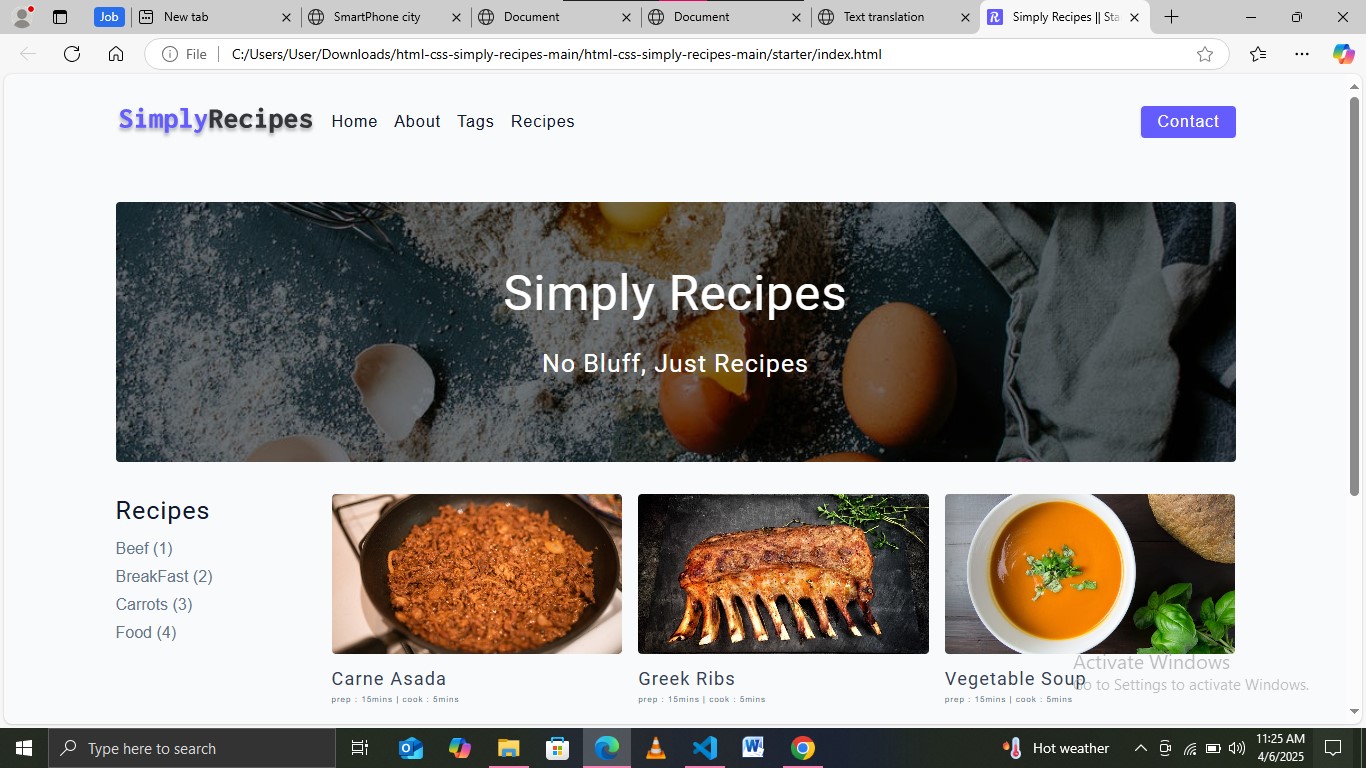 Job
New tab
SmartPhone city
Document
Document
Text translation
Simply Recipes || Sta
File
C:/Users/User/Downloads/html-css-simply-recipes-main/html-css-simply-recipes-main/starter/index.html
SimplyRecipes Home About Tags Recipes Contact
Simply Recipes
No Bluff, Just Recipes
Recipes
Beef (1)
BreakFast (2)
Carrots (3)
Food (4)
Carne Asada
prep : 15mins | cook : 5mins
Greek Ribs
prep : 15mins | cook : 5mins
Vegetable Soup
prep : 15mins | cook : 5mins
Activate Windows
Go to Settings to activate Windows.
Type here to search
Hot weather
11:25 AM
4/6/2025